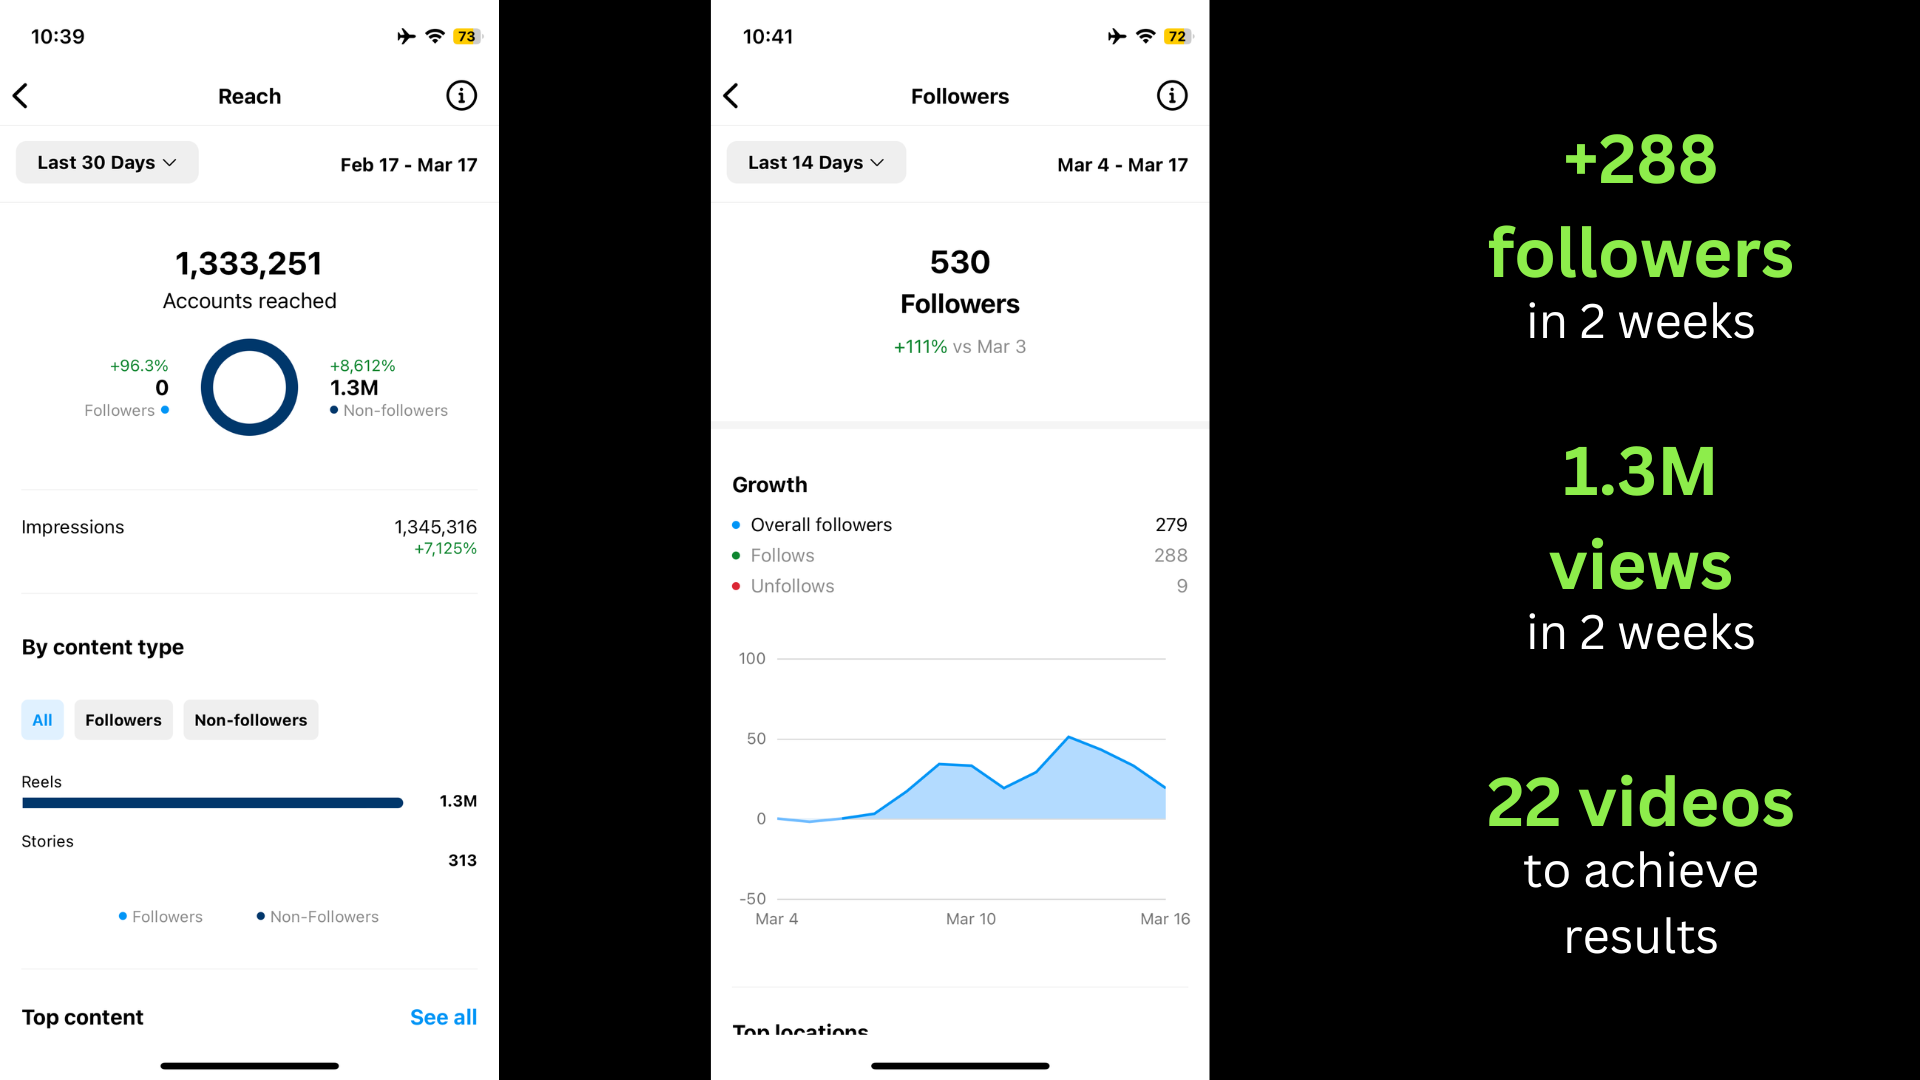 10:39
73
Reach
Last 30 Days
Feb 17 - Mar 17
1,333,251
Accounts reached
+96.3%
0
Followers
+8,612%
1.3M
Non-followers
Impressions
1,345,316
+7,125%
By content type
All
Followers
Non-followers
Reels
1.3M
Stories
313
Followers
Non-Followers
Top content
See all
10:41
72
Followers
Last 14 Days
Mar 4 - Mar 17
530
Followers
+111% vs Mar 3
Growth
Overall followers
279
Follows
288
Unfollows
9
100
50
0
-50
Mar 4
Mar 10
Mar 16
Top locations
+288
followers
in 2 weeks
1.3M
views
in 2 weeks
22 videos
to achieve
results